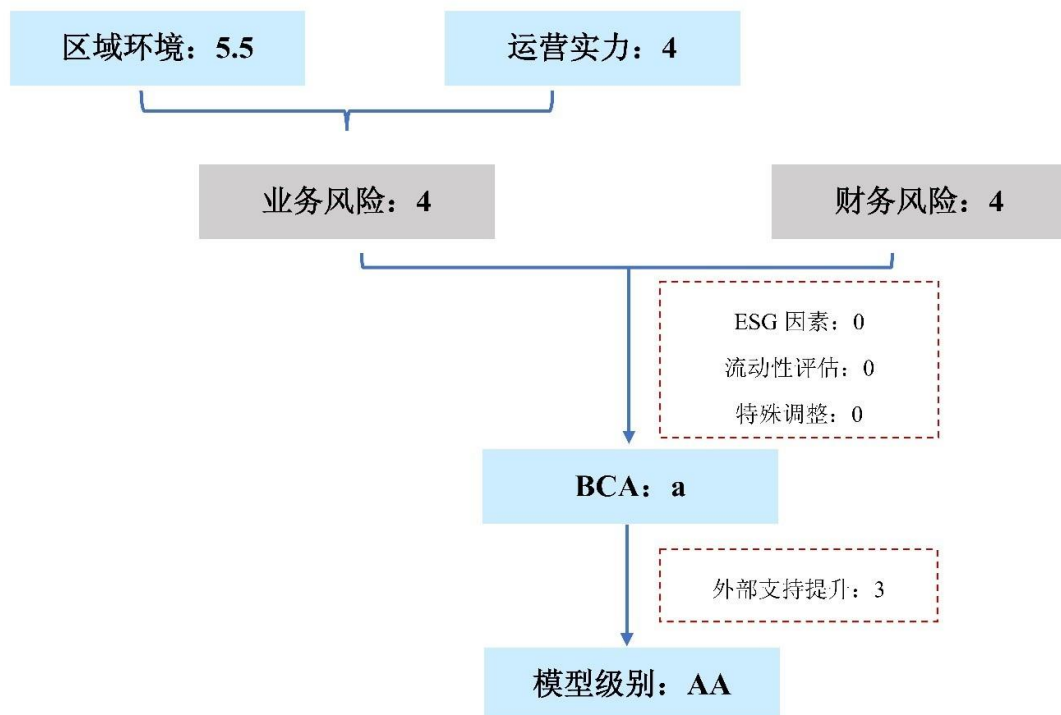 区域环境：5.5
运营实力：4
业务风险：4
财务风险：4
ESG 因素：0
流动性评估：0
特殊调整：0
BCA：a
外部支持提升：3
模型级别：AA